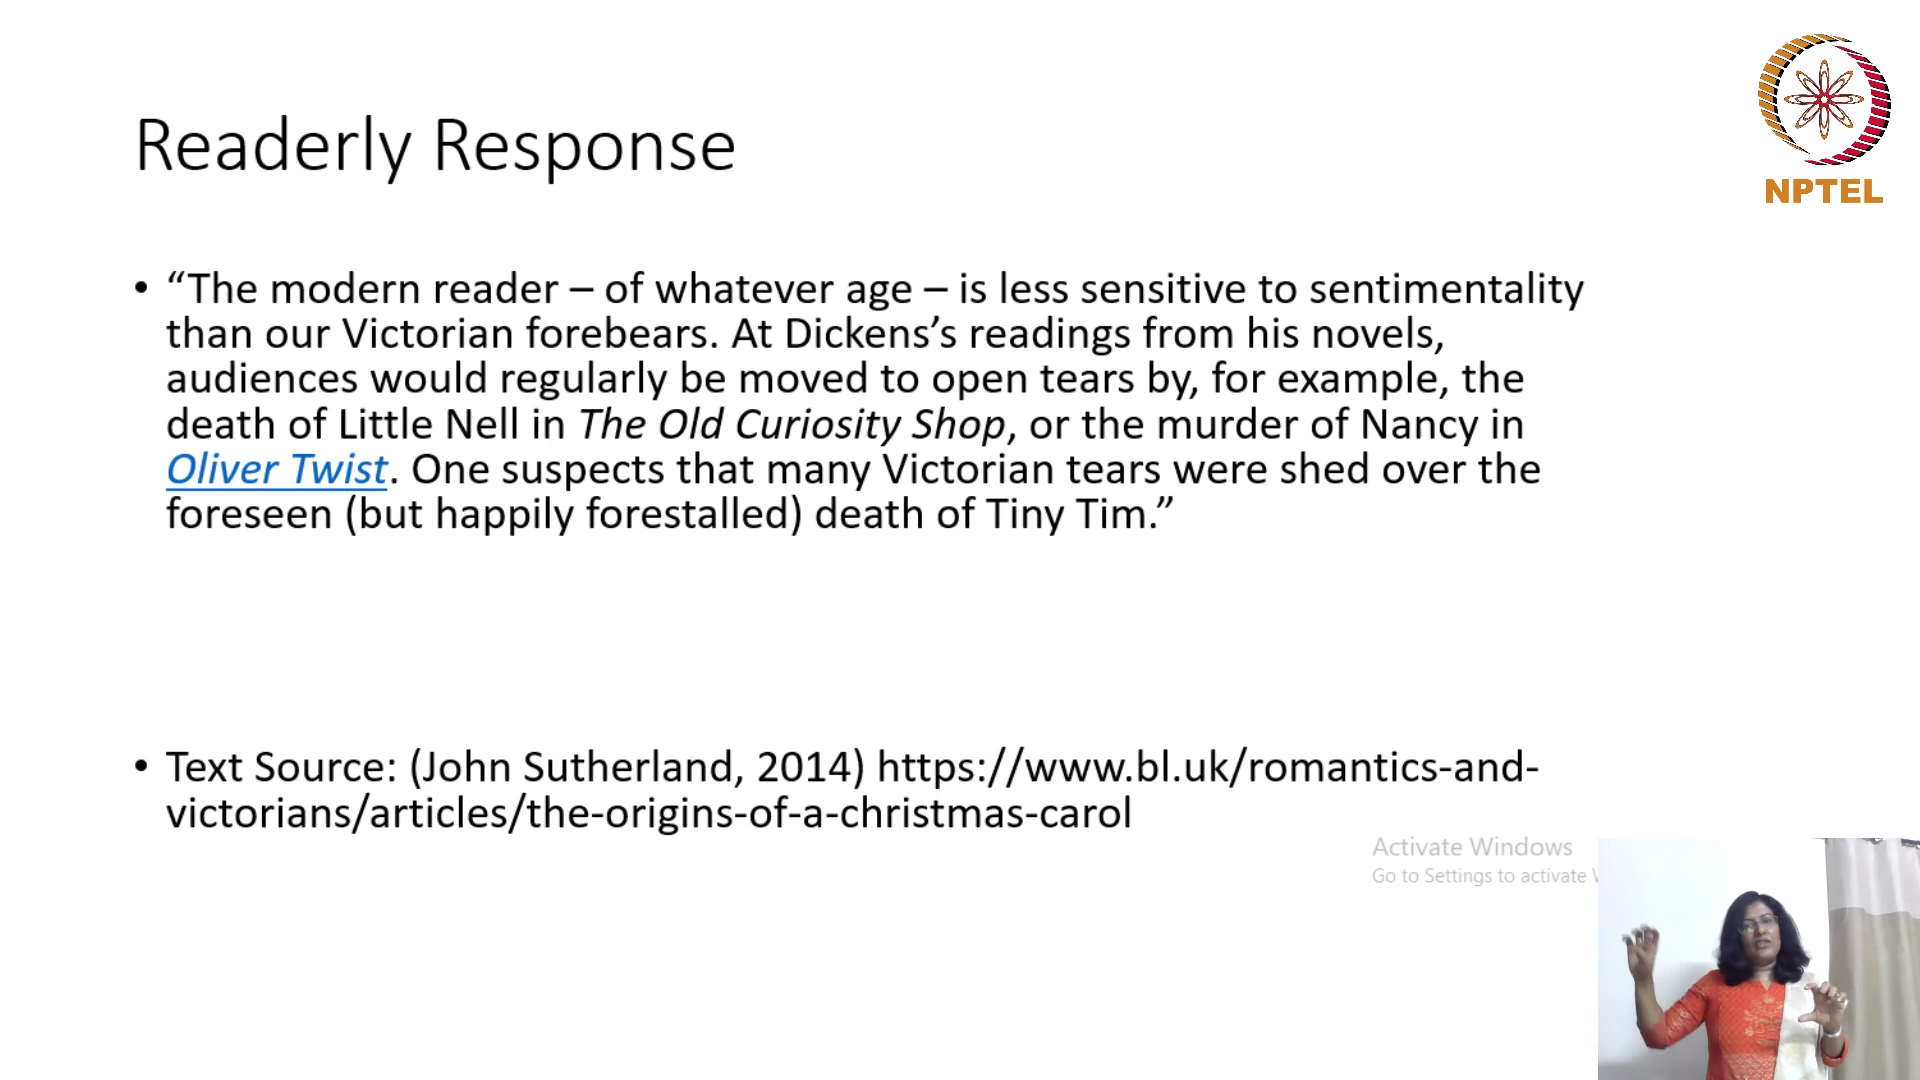 Readerly Response
NPTEL
• “The modern reader – of whatever age – is less sensitive to sentimentality
than our Victorian forebears. At Dickens’s readings from his novels,
audiences would regularly be moved to open tears by, for example, the
death of Little Nell in The Old Curiosity Shop, or the murder of Nancy in
Oliver Twist. One suspects that many Victorian tears were shed over the
foreseen (but happily forestalled) death of Tiny Tim.”
• Text Source: (John Sutherland, 2014) https://www.bl.uk/romantics-and-
victorians/articles/the-origins-of-a-christmas-carol
Activate Windows
Go to Settings to activate